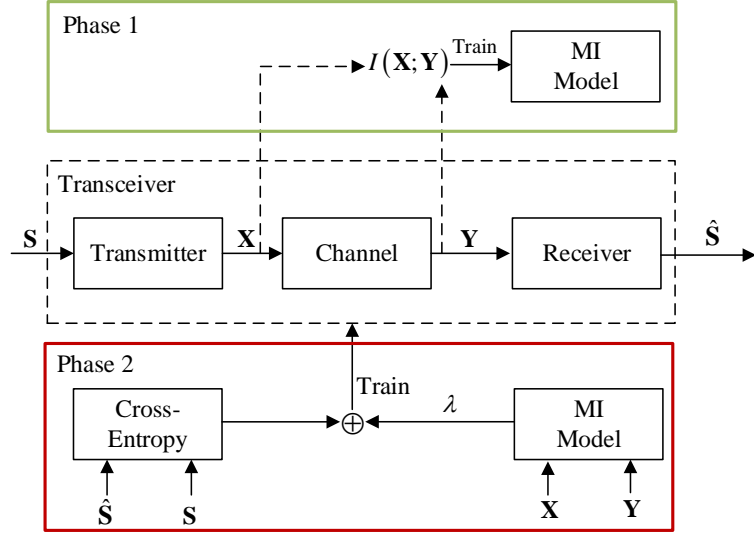 Phase 1
I(X;Y)
Train
MI
Model
Transceiver
S
Transmitter
X
Channel
Y
Receiver
Ŝ
Phase 2
Train
Cross-
Entropy
λ
MI
Model
Ŝ
S
X
Y